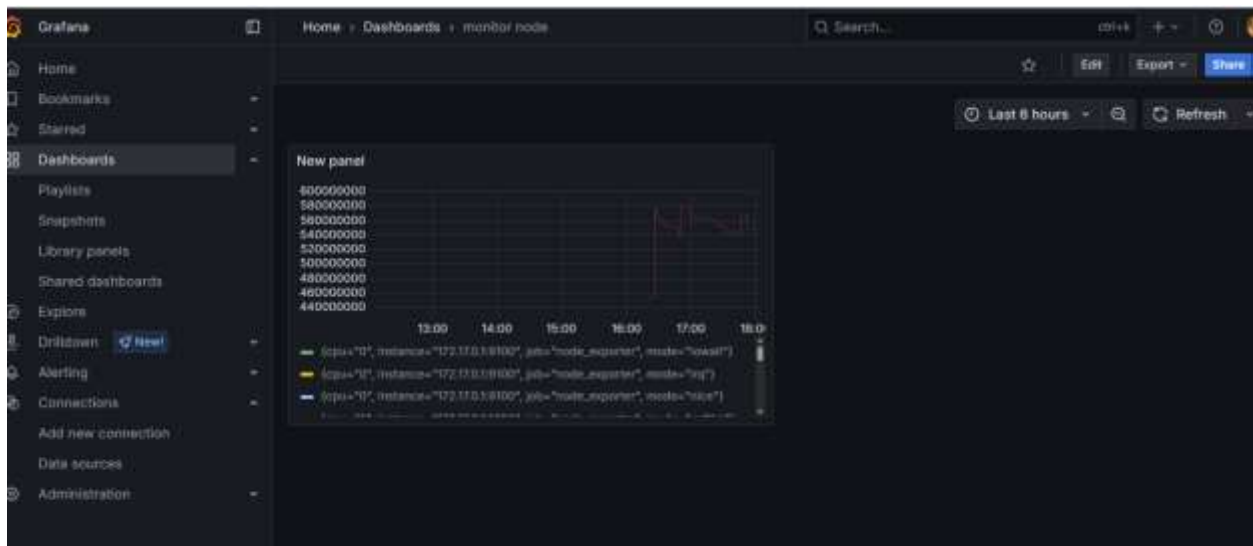 Grafana
Home › Dashboards › monitor node
Search...
ctrl+k
Home
Edit
Export
Share
Bookmarks
Last 6 hours
Refresh
Starred
Dashboards
New panel
Playlists
Snapshots
Library panels
Shared dashboards
Explore
Drilldown
New!
Alerting
Connections
Add new connection
Data sources
Administration
600000000
580000000
560000000
540000000
520000000
500000000
480000000
460000000
440000000
13:00 14:00 15:00 16:00 17:00
{cpu="0", instance="172.17.0.1:9100", job="node_exporter", mode="iowait"}
{cpu="0", instance="172.17.0.1:9100", job="node_exporter", mode="irq"}
{cpu="0", instance="172.17.0.1:9100", job="node_exporter", mode="nice"}